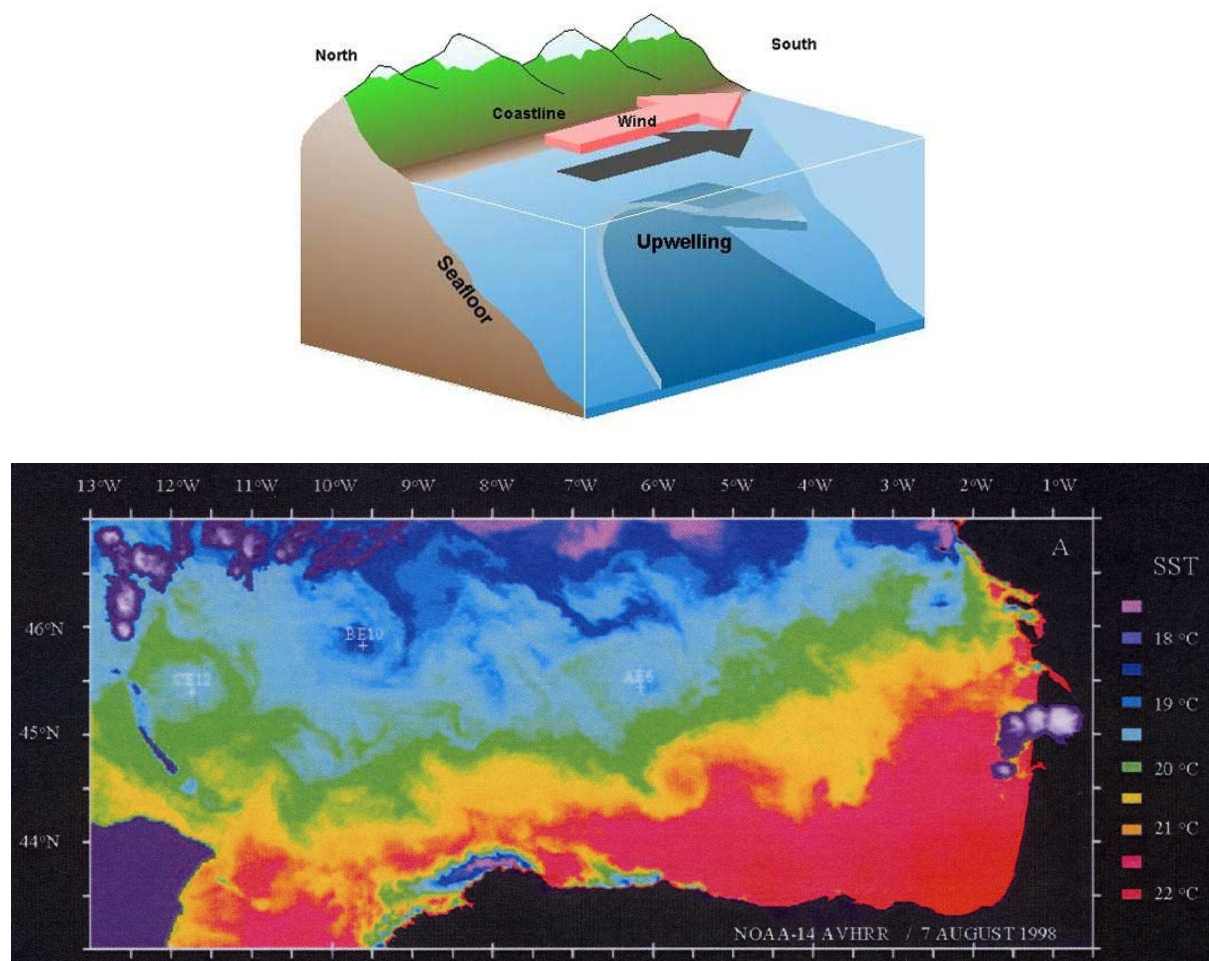 North
South
Coastline
Wind
Upwelling
Seafloor
13°W 12°W 11°W 10°W 9°W 8°W 7°W 6°W 5°W 4°W 3°W 2°W 1°W
A
SST
46°N
BE10
18 °C
CE12
AE6
19 °C
45°N
20 °C
44°N
21 °C
22 °C
NOAA-14 AVHRR / 7 AUGUST 1998